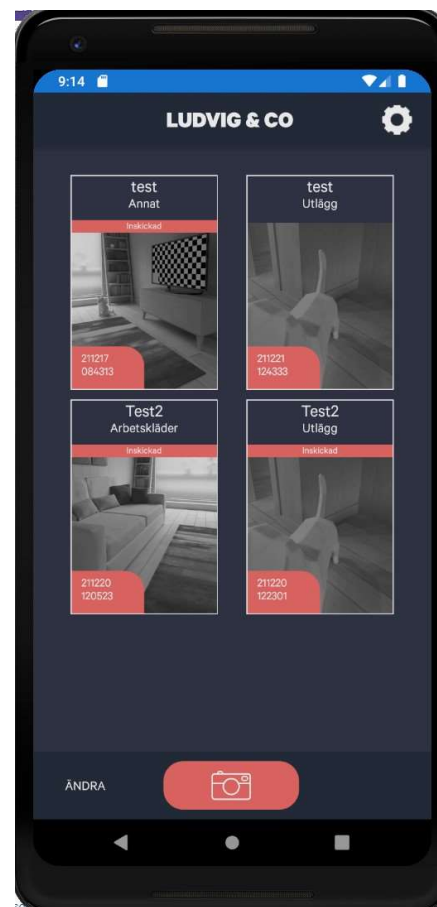 9:14
LUDVIG & CO
test
Annat
Inskickad
211217
084313
test
Utlägg
211221
124333
Test2
Arbetskläder
Inskickad
211220
120523
Test2
Utlägg
Inskickad
211220
122301
ÄNDRA